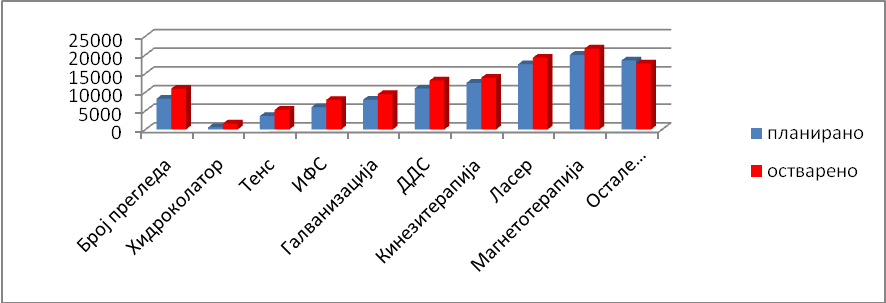 25000
20000
15000
10000
5000
0
Број прегледа
Хидроколатор
Тенс
ИФС
Галванизација
ДДС
Кинезитерапија
Ласер
Магнетотерапија
Остале...
планирано
остварено